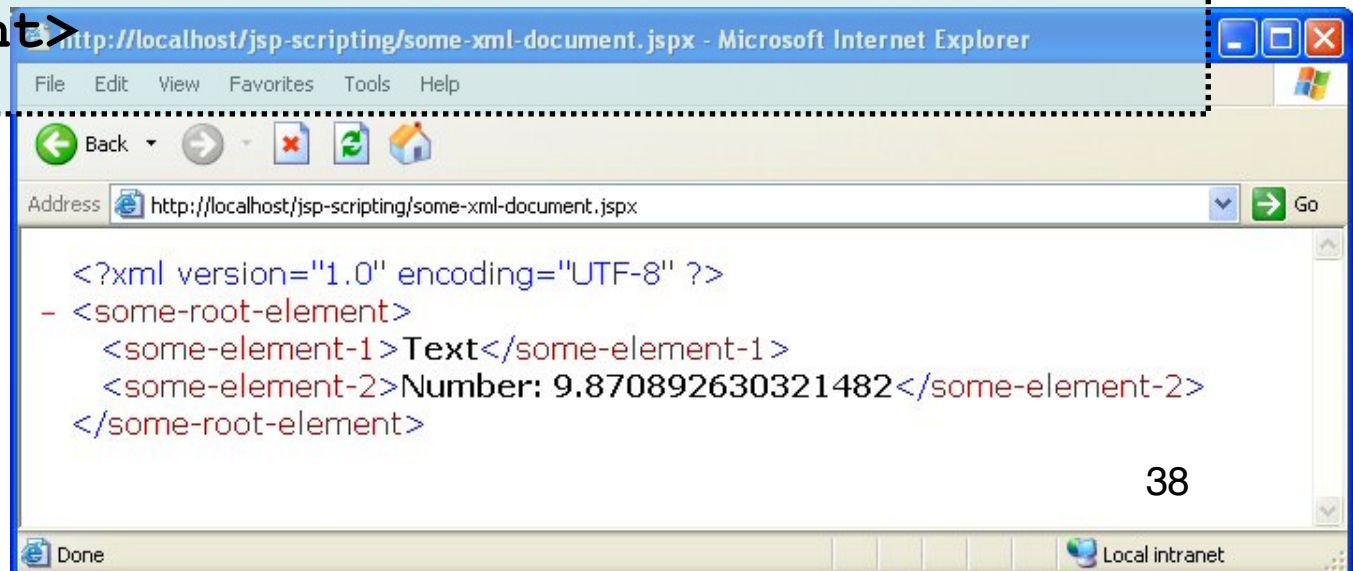 nt>
http://localhost/jsp-scripting/some-xml-document.jspx - Microsoft Internet Explorer
File Edit View Favorites Tools Help
Back
Address http://localhost/jsp-scripting/some-xml-document.jspx Go
<?xml version="1.0" encoding="UTF-8" ?>
- <some-root-element>
<some-element-1>Text</some-element-1>
<some-element-2>Number: 9.870892630321482</some-element-2>
</some-root-element>
38
Done Local intranet